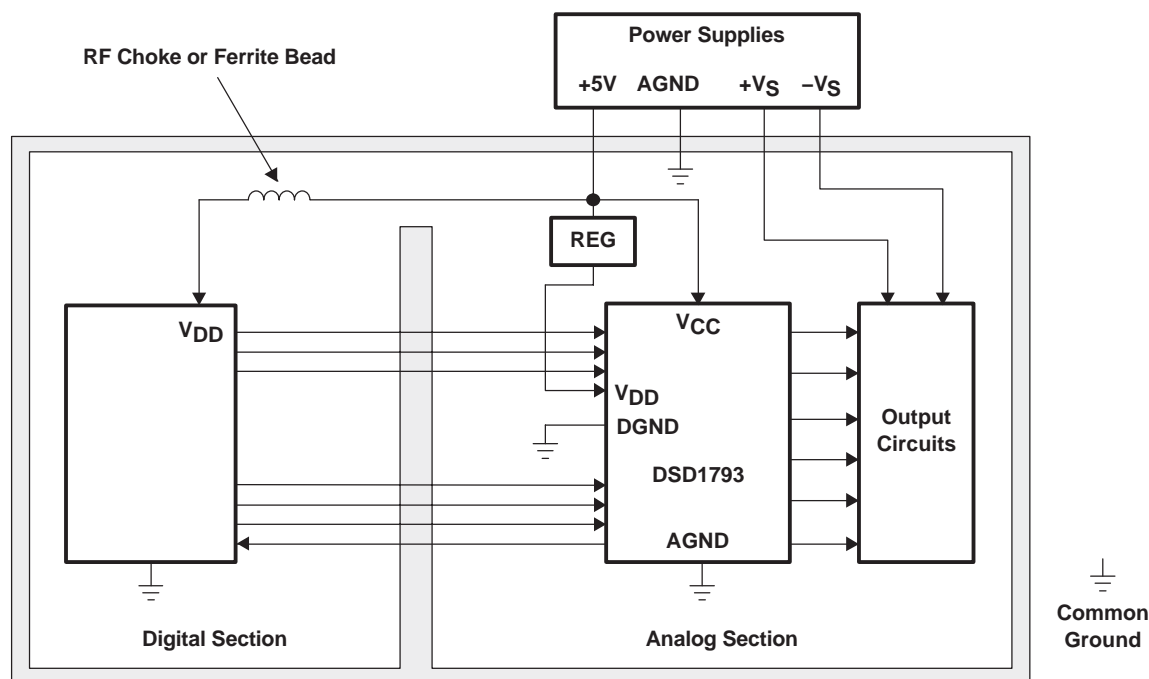 Power Supplies
RF Choke or Ferrite Bead
+5V AGND +VS –VS
REG
VDD
VCC
VDD
DGND
Output
Circuits
DSD1793
AGND
Common
Ground
Digital Section
Analog Section